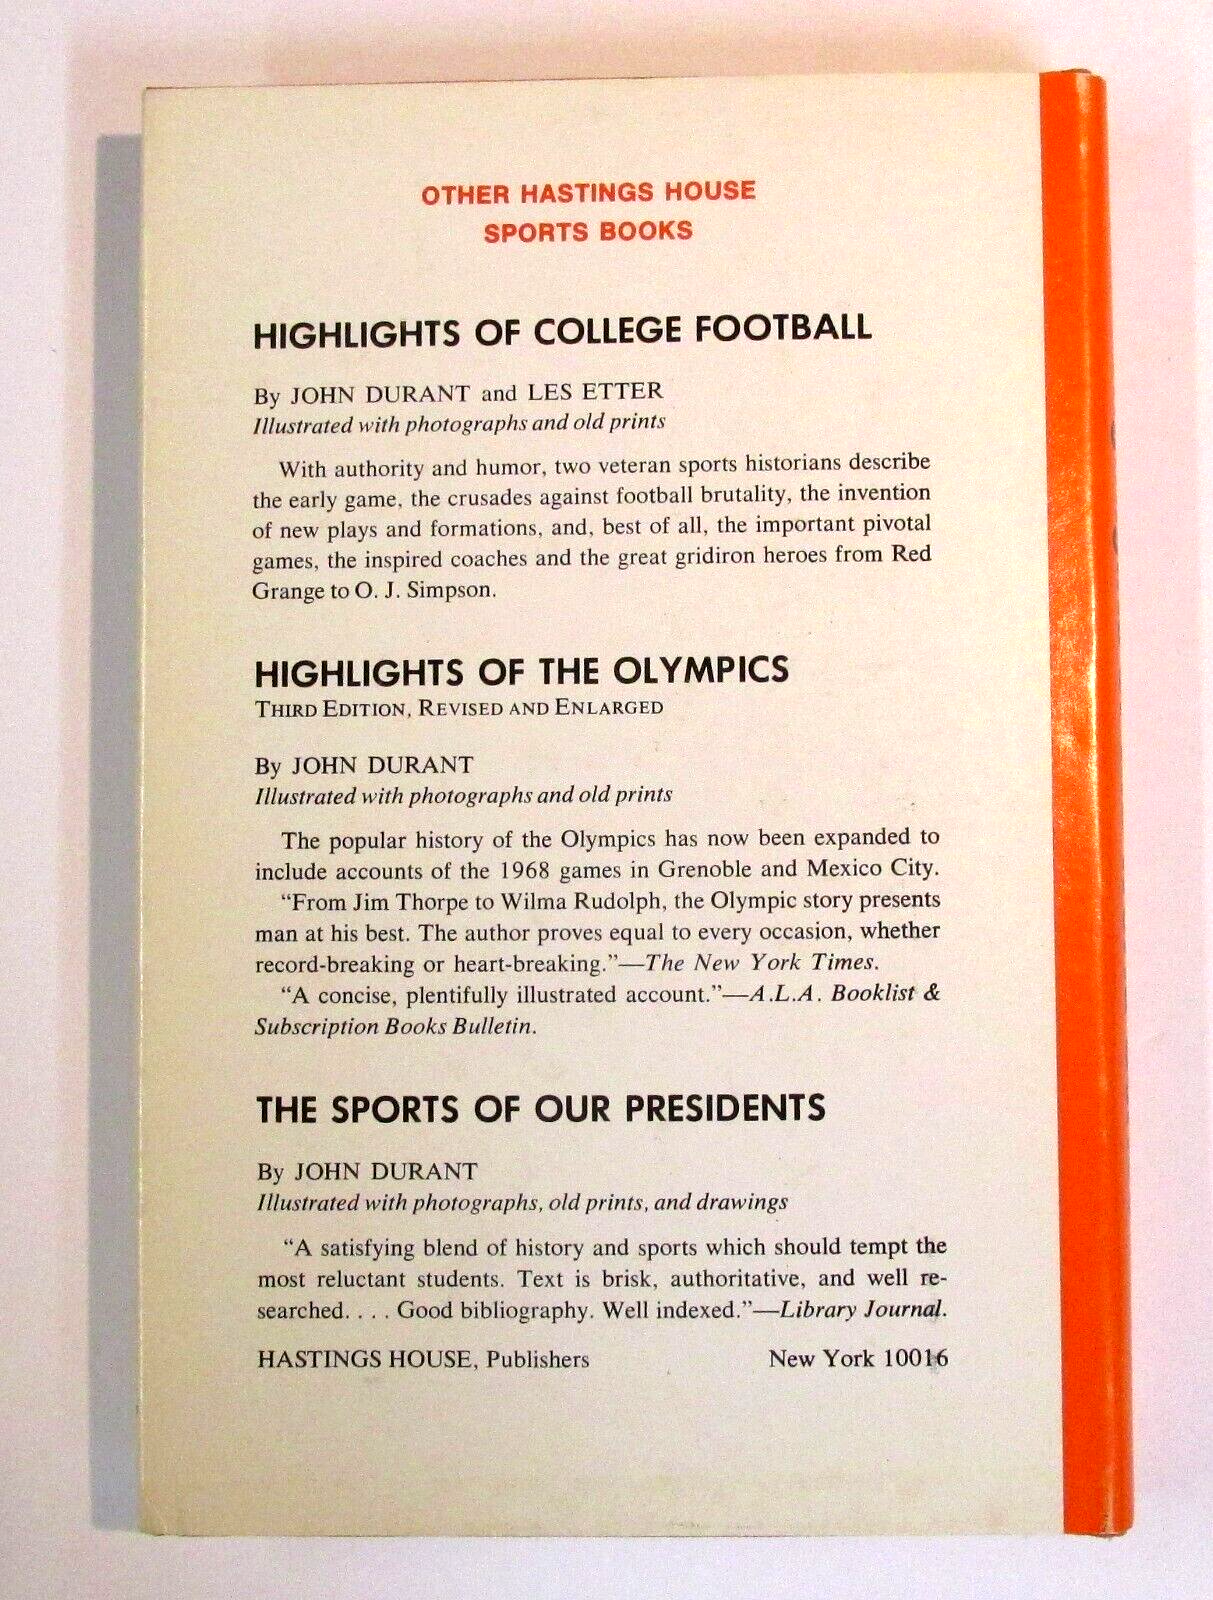 OTHER HASTINGS HOUSE
SPORTS BOOKS
HIGHLIGHTS OF COLLEGE FOOTBALL
By JOHN DURANT and LES ETTER
Illustrated with photographs and old prints
With authority and humor, two veteran sports historians describe
the early game, the crusades against football brutality, the invention
of new plays and formations, and, best of all, the important pivotal
games, the inspired coaches and the great gridiron heroes from Red
Grange to O. J. Simpson.
HIGHLIGHTS OF THE OLYMPICS
THIRD EDITION, REVISED AND ENLARGED
By JOHN DURANT
Illustrated with photographs and old prints
The popular history of the Olympics has now been expanded to
include accounts of the 1968 games in Grenoble and Mexico City.
“From Jim Thorpe to Wilma Rudolph, the Olympic story presents
man at his best. The author proves equal to every occasion, whether
record-breaking or heart-breaking.”—The New York Times.
“A concise, plentifully illustrated account.”—A.L.A. Booklist &
Subscription Books Bulletin.
THE SPORTS OF OUR PRESIDENTS
By JOHN DURANT
Illustrated with photographs, old prints, and drawings
“A satisfying blend of history and sports which should tempt the
most reluctant students. Text is brisk, authoritative, and well re-
searched. . . . Good bibliography. Well indexed.”—Library Journal.
HASTINGS HOUSE, Publishers New York 10016